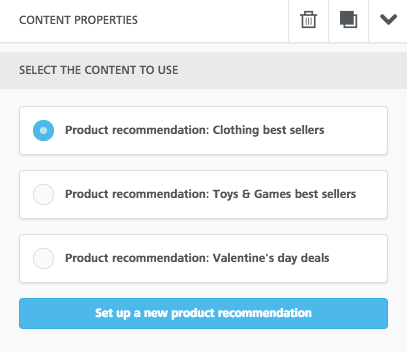 CONTENT PROPERTIES
SELECT THE CONTENT TO USE
Product recommendation: Clothing best sellers
Product recommendation: Toys & Games best sellers
Product recommendation: Valentine's day deals
Set up a new product recommendation